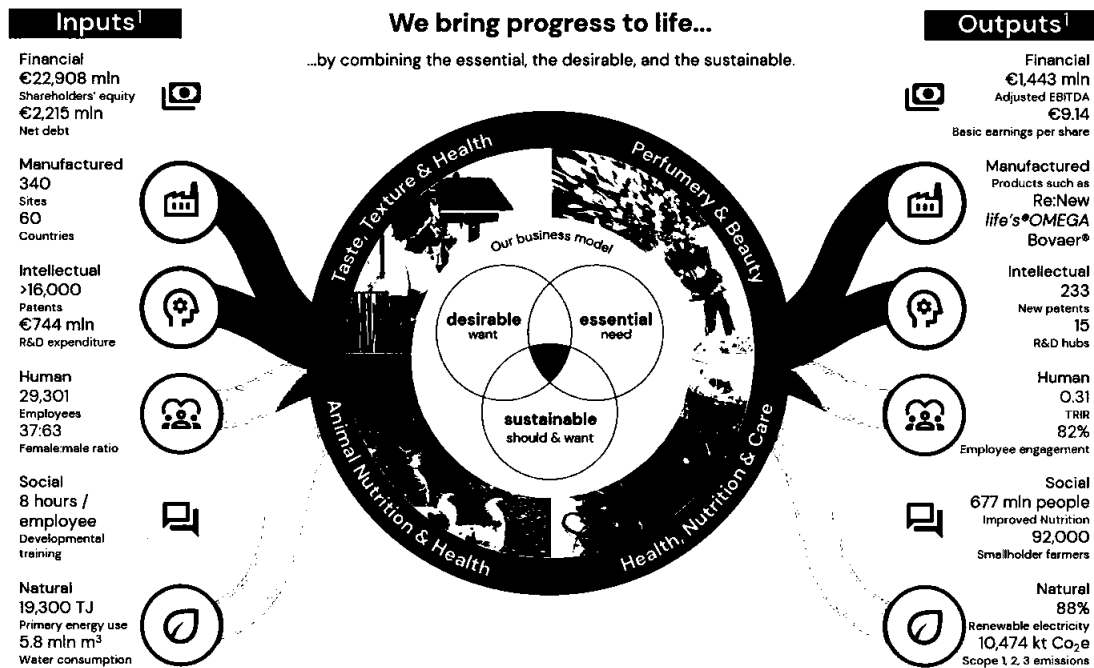 Inputs¹
Financial
€22,908 mln
Shareholders' equity
€2,215 mln
Net debt
Manufactured
340
Sites
60
Countries
Intellectual
>16,000
Patents
€744 mln
R&D expenditure
Human
29,301
Employees
37:63
Female:male ratio
Social
8 hours /
employee
Developmental
training
Natural
19,300 TJ
Primary energy use
5.8 mln m³
Water consumption
We bring progress to life...
...by combining the essential, the desirable, and the sustainable.
Taste, Texture & Health
Perfumery & Beauty
Our business model
desirable
want
essential
need
sustainable
should & want
Animal Nutrition & Health
Health, Nutrition & Care
Outputs¹
Financial
€1,443 mln
Adjusted EBITDA
€9.14
Basic earnings per share
Manufactured
Products such as
Re:New
life's®OMEGA
Bovaer®
Intellectual
233
New patents
15
R&D hubs
Human
0.31
TRIR
82%
Employee engagement
Social
677 mln people
Improved Nutrition
92,000
Smallholder farmers
Natural
88%
Renewable electricity
10,474 kt Co₂e
Scope 1, 2, 3 emissions